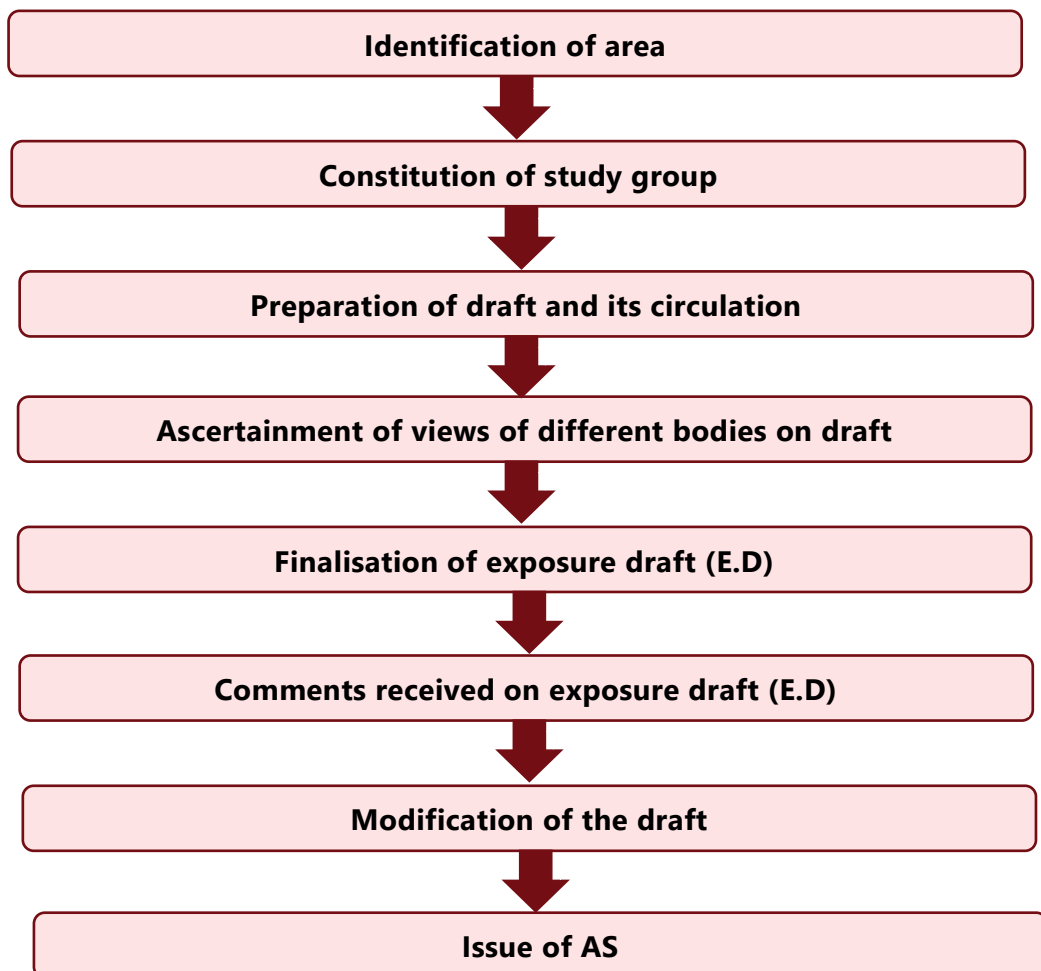 Identification of area
Constitution of study group
Preparation of draft and its circulation
Ascertainment of views of different bodies on draft
Finalisation of exposure draft (E.D)
Comments received on exposure draft (E.D)
Modification of the draft
Issue of AS